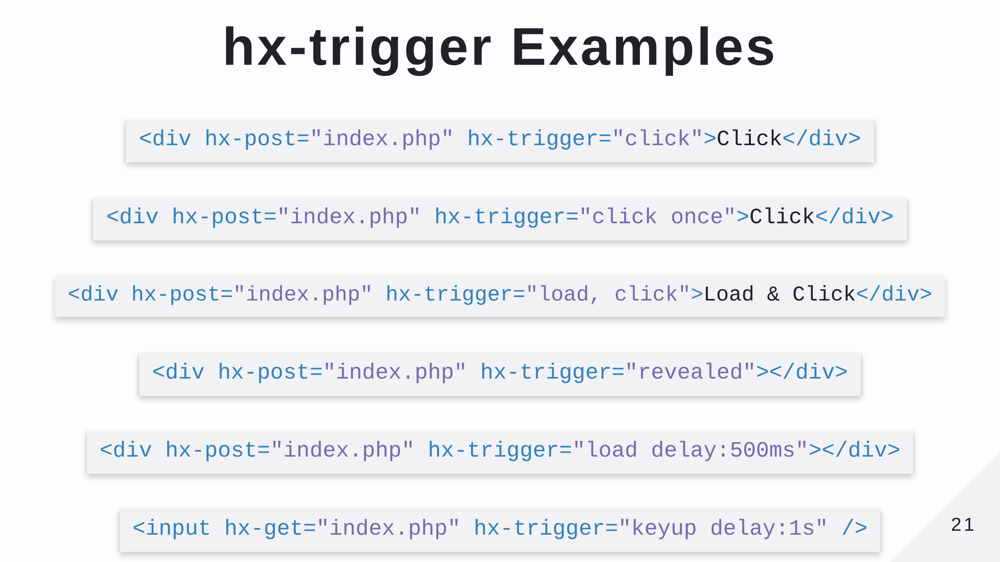 hx-trigger Examples
<div hx-post="index.php" hx-trigger="click">Click</div>
<div hx-post="index.php" hx-trigger="click once">Click</div>
<div hx-post="index.php" hx-trigger="load, click">Load & Click</div>
<div hx-post="index.php" hx-trigger="revealed"></div>
<div hx-post="index.php" hx-trigger="load delay:500ms"></div>
<input hx-get="index.php" hx-trigger="keyup delay:1s" />
21